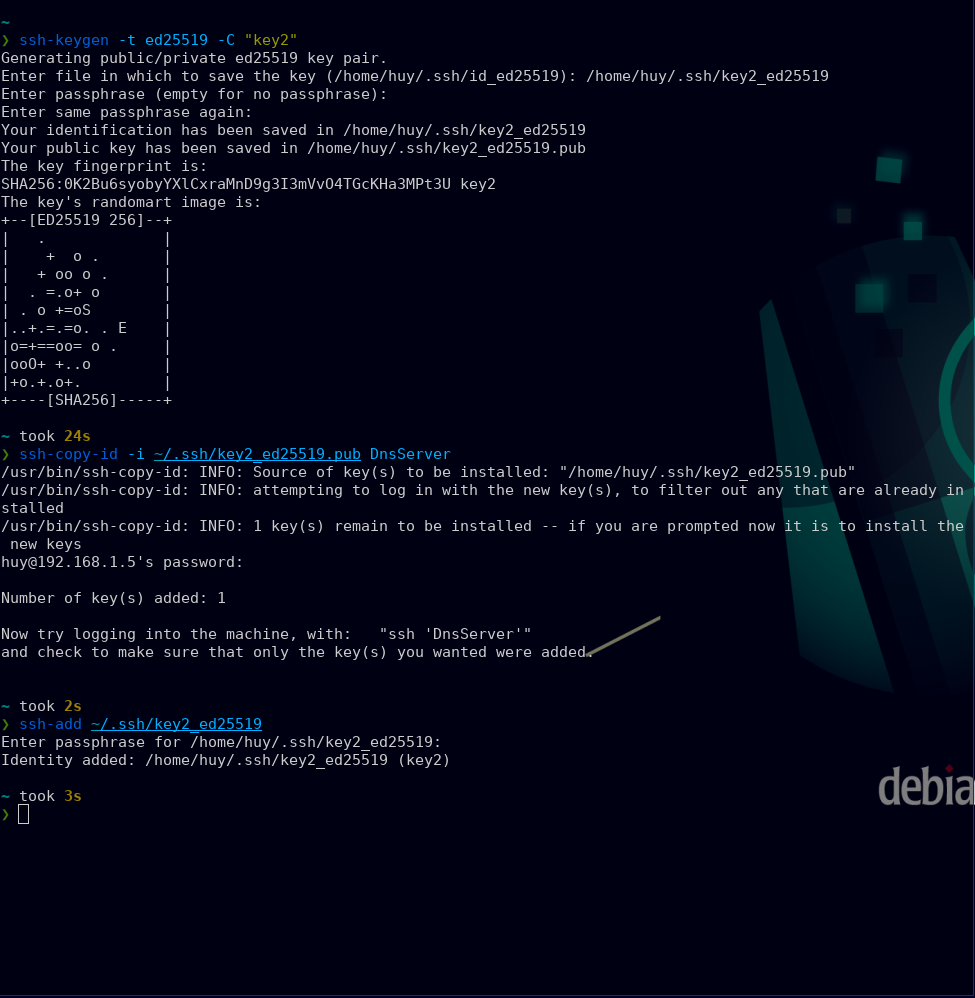 ~
❯ ssh-keygen -t ed25519 -C "key2"
Generating public/private ed25519 key pair.
Enter file in which to save the key (/home/huy/.ssh/id_ed25519): /home/huy/.ssh/key2_ed25519
Enter passphrase (empty for no passphrase):
Enter same passphrase again:
Your identification has been saved in /home/huy/.ssh/key2_ed25519
Your public key has been saved in /home/huy/.ssh/key2_ed25519.pub
The key fingerprint is:
SHA256:0K2Bu6syobyYXlCxraMnD9g3I3mVvO4TGcKHa3MPt3U key2
The key's randomart image is:
+--[ED25519 256]--+
|   .             |
|    +  o .       |
|   + oo o .      |
|  . =.o+ o       |
| . o +=oS        |
|..+.=.=o. . E    |
|o=+==oo= o .     |
|ooO+ +..o        |
|+o.+.o+.         |
+----[SHA256]-----+
~ took 24s
❯ ssh-copy-id -i ~/.ssh/key2_ed25519.pub DnsServer
/usr/bin/ssh-copy-id: INFO: Source of key(s) to be installed: "/home/huy/.ssh/key2_ed25519.pub"
/usr/bin/ssh-copy-id: INFO: attempting to log in with the new key(s), to filter out any that are already in
stalled
/usr/bin/ssh-copy-id: INFO: 1 key(s) remain to be installed -- if you are prompted now it is to install the
 new keys
huy@192.168.1.5's password:
Number of key(s) added: 1
Now try logging into the machine, with:   "ssh 'DnsServer'"
and check to make sure that only the key(s) you wanted were added.
~ took 2s
❯ ssh-add ~/.ssh/key2_ed25519
Enter passphrase for /home/huy/.ssh/key2_ed25519:
Identity added: /home/huy/.ssh/key2_ed25519 (key2)
debia
~ took 3s
❯